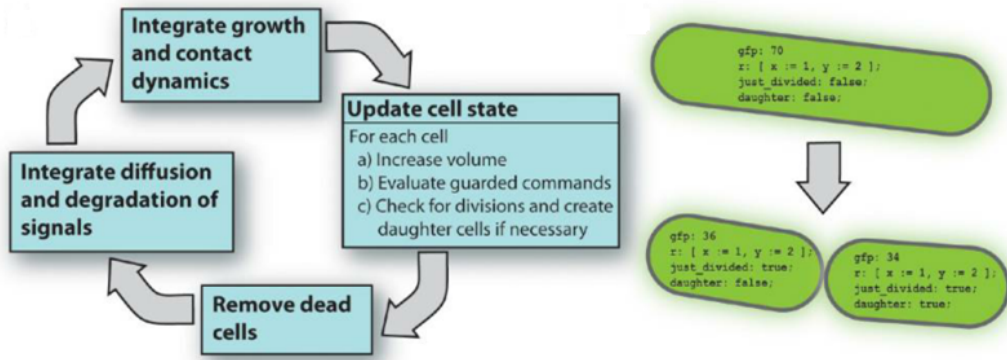 Integrate growth
and contact
dynamics
Update cell state
For each cell
a) Increase volume
b) Evaluate guarded commands
c) Check for divisions and create
daughter cells if necessary
Remove dead
cells
Integrate diffusion
and degradation of
signals
gfp: 70
r: [ x := 1, y := 2 ];
just_divided: false;
daughter: false;
gfp: 36
r: [ x := 1, y := 2 ];
just_divided: true;
daughter: false;
gfp: 34
r: [ x := 1, y := 2 ];
just_divided: true;
daughter: true;